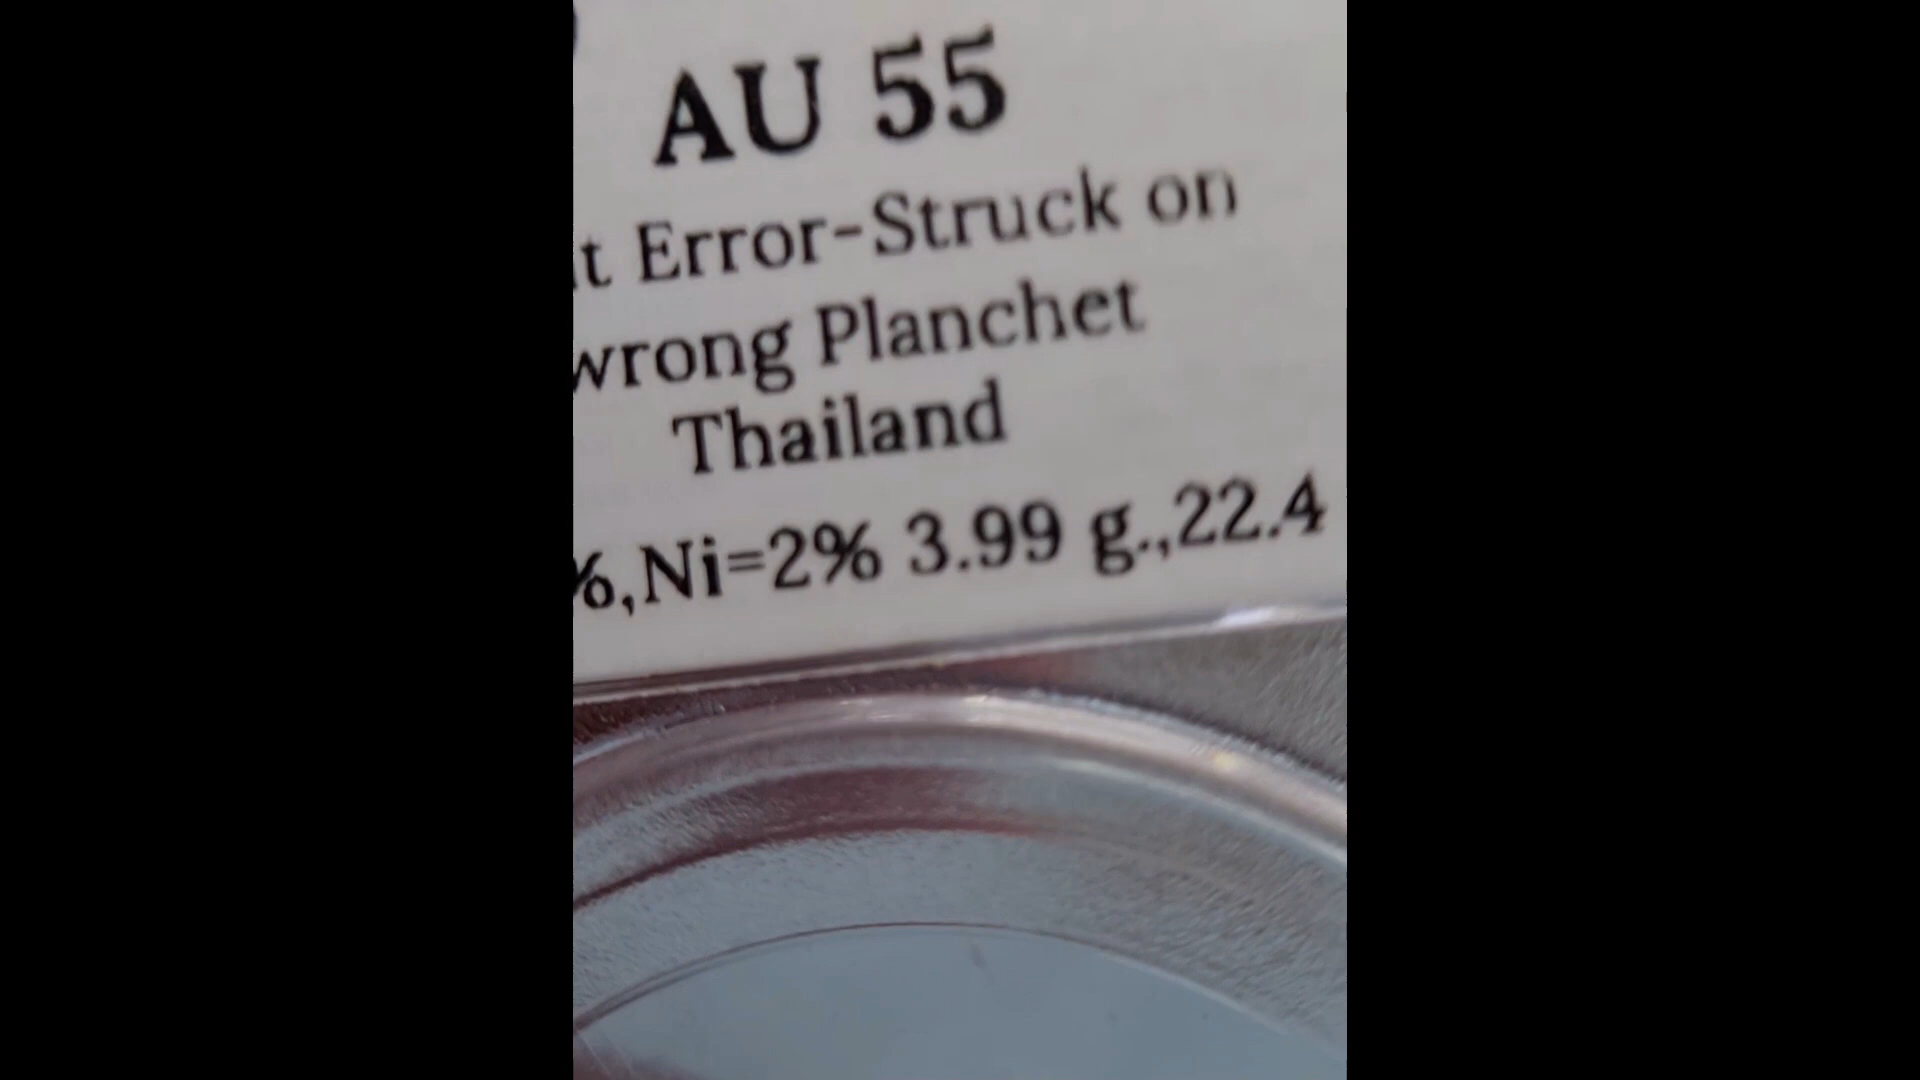 AU 55
t Error-Struck on
wrong Planchet
Thailand
%,Ni=2% 3.99 g.,22.4